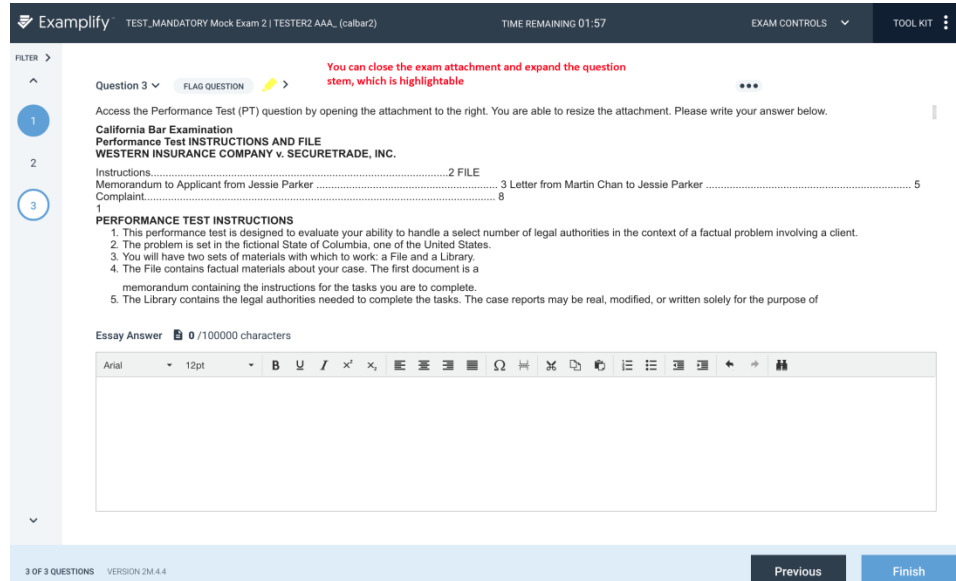 Examplify TEST_MANDATORY Mock Exam 2 | TESTER2 AAA_ (calbar2) TIME REMAINING 01:57 EXAM CONTROLS TOOL KIT
FILTER
You can close the exam attachment and expand the question
stem, which is highlightable
Question 3 FLAG QUESTION
Access the Performance Test (PT) question by opening the attachment to the right. You are able to resize the attachment. Please write your answer below.
1
California Bar Examination
Performance Test INSTRUCTIONS AND FILE
WESTERN INSURANCE COMPANY v. SECURETRADE, INC.
2
Instructions....................................................................................................2 FILE
Memorandum to Applicant from Jessie Parker ............................................................. 3 Letter from Martin Chan to Jessie Parker ..................................................................... 5
Complaint.................................................................................................................... 8
3
1
PERFORMANCE TEST INSTRUCTIONS
1. This performance test is designed to evaluate your ability to handle a select number of legal authorities in the context of a factual problem involving a client.
2. The problem is set in the fictional State of Columbia, one of the United States.
3. You will have two sets of materials with which to work: a File and a Library.
4. The File contains factual materials about your case. The first document is a
memorandum containing the instructions for the tasks you are to complete.
5. The Library contains the legal authorities needed to complete the tasks. The case reports may be real, modified, or written solely for the purpose of
Essay Answer 0 /100000 characters
Arial 12pt B U I x² x₂ Ω
3 OF 3 QUESTIONS VERSION 2M.4.4 Previous Finish